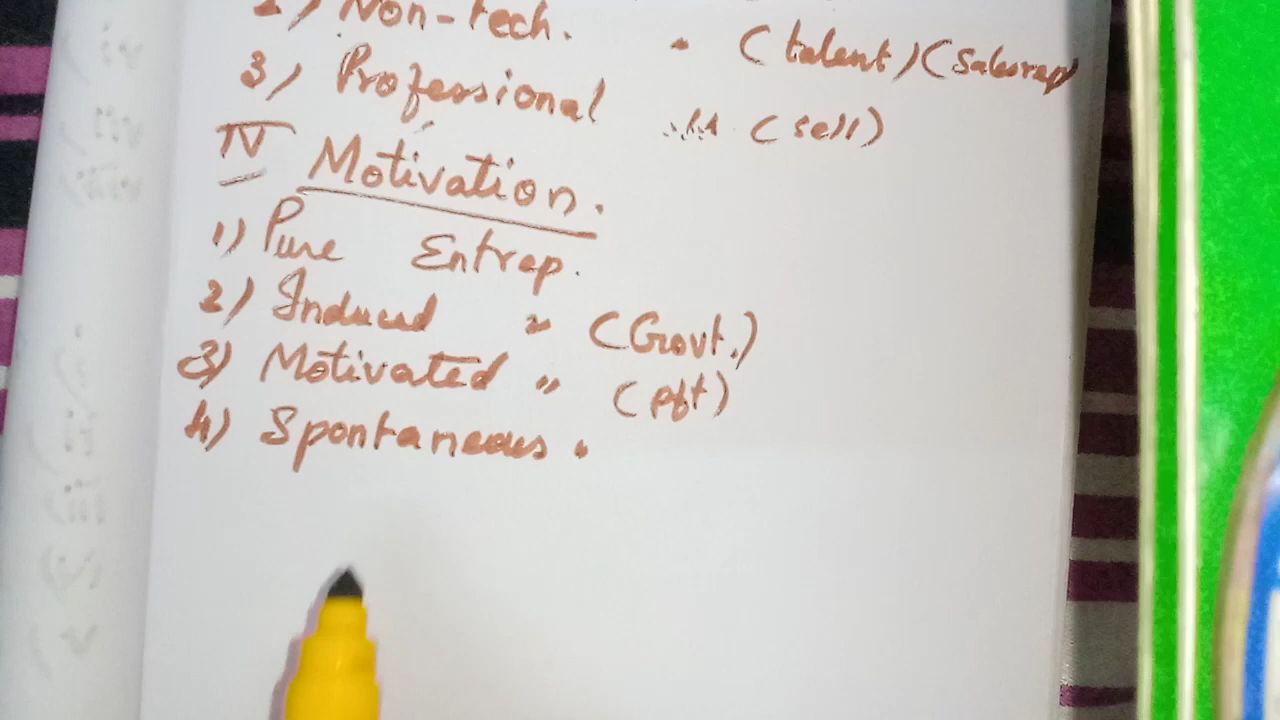 2) Non-tech. " (talent) (Salesrep)
3) Professional " (sell)
IV Motivation.
1) Pure Entrep.
2) Induced " (Govt.)
3) Motivated " (pft)
4) Spontaneous "